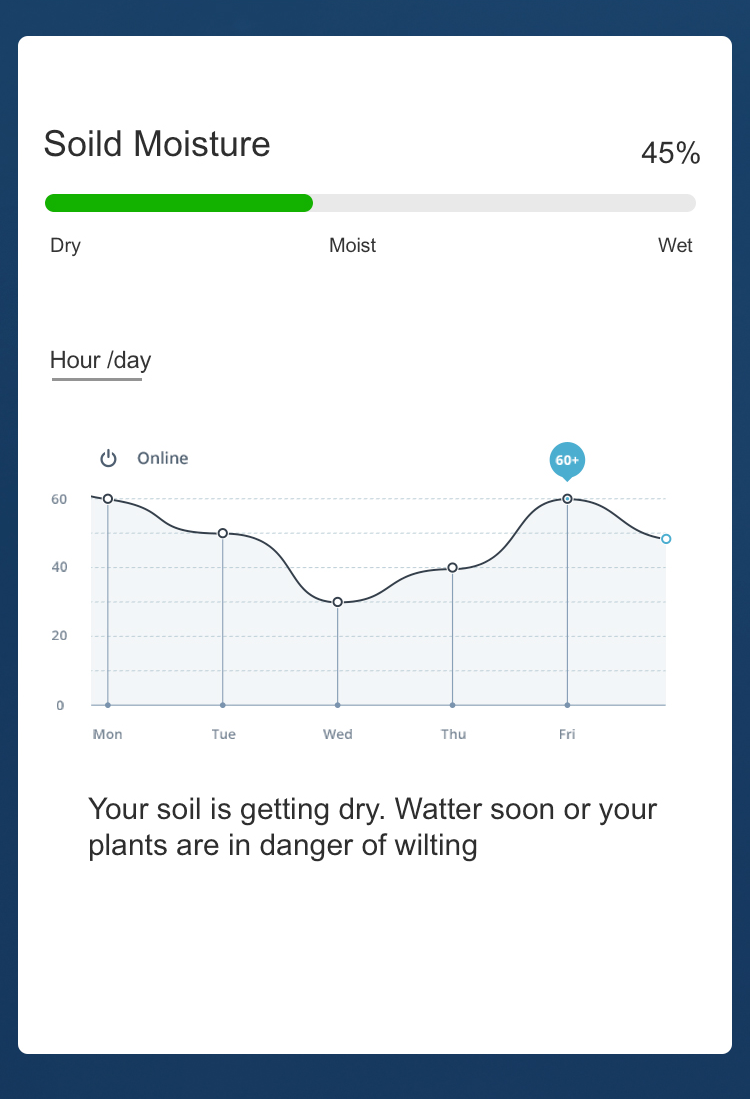 Soild Moisture
45%
Dry Moist Wet
Hour /day
Online
60+
60
40
20
0
Mon Tue Wed Thu Fri
Your soil is getting dry. Watter soon or your
plants are in danger of wilting